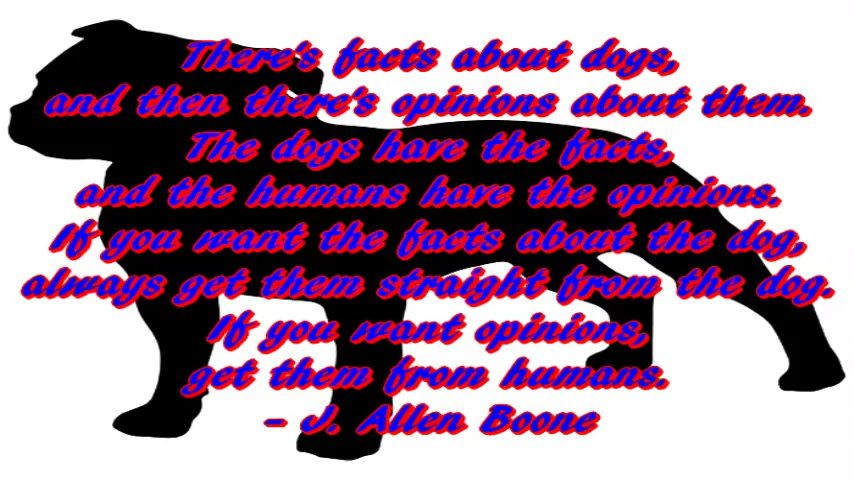 There's facts about dogs,
and then there's opinions about them.
The dogs have the facts,
and the humans have the opinions.
If you want the facts about the dog,
always get them straight from the dog.
If you want opinions,
get them from humans.
- J. Allen Boone